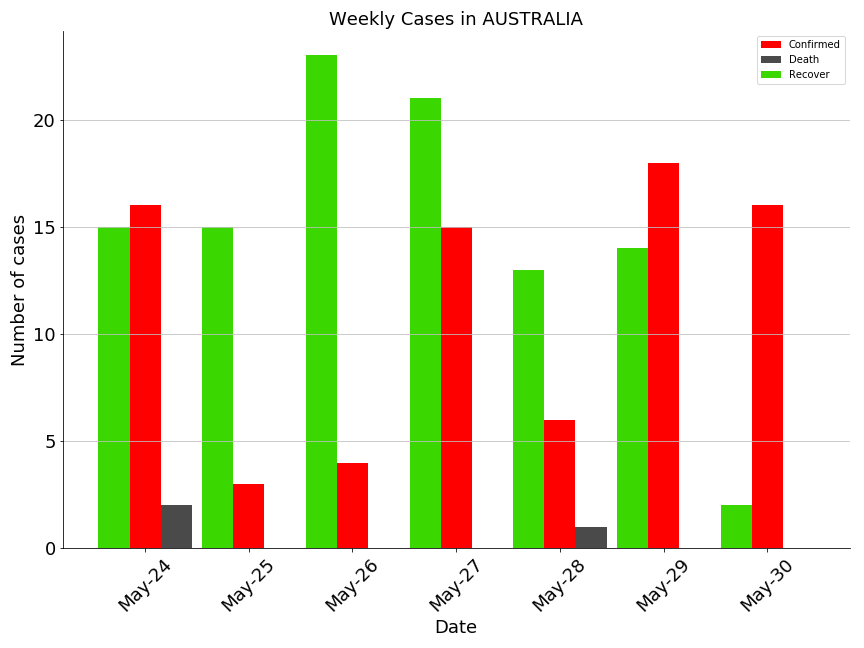 Weekly Cases in AUSTRALIA
Confirmed
Death
Recover
Number of cases
20
15
10
5
0
May-24
May-25
May-26
May-27
May-28
May-29
May-30
Date